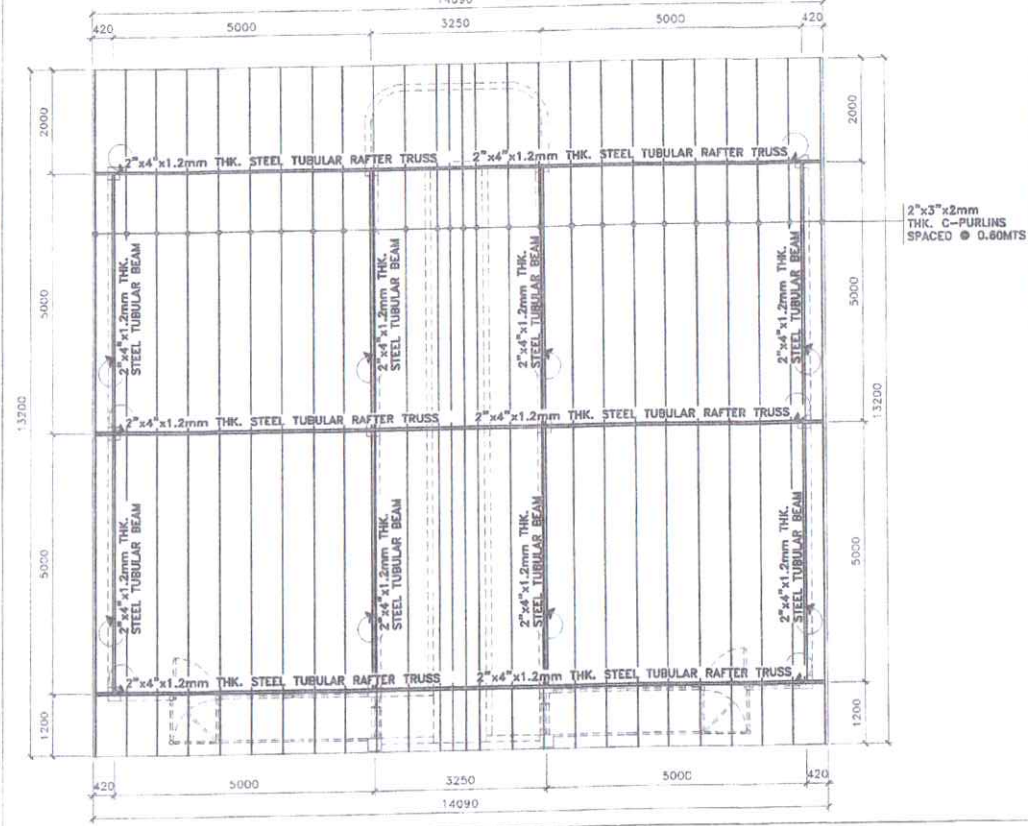 14090
420 5000 3250 5000 420
2000
2000
2"x4"x1.2mm THK. STEEL TUBULAR RAFTER TRUSS
2"x4"x1.2mm THK. STEEL TUBULAR RAFTER TRUSS
2"x3"x2mm
THK. C-PURLINS
SPACED @ 0.60MTS
5000
2"x4"x1.2mm THK.
STEEL TUBULAR BEAM
2"x4"x1.2mm THK.
STEEL TUBULAR BEAM
2"x4"x1.2mm THK.
STEEL TUBULAR BEAM
2"x4"x1.2mm THK.
STEEL TUBULAR BEAM
5000
13200
13200
2"x4"x1.2mm THK. STEEL TUBULAR RAFTER TRUSS
2"x4"x1.2mm THK. STEEL TUBULAR RAFTER TRUSS
5000
2"x4"x1.2mm THK.
STEEL TUBULAR BEAM
2"x4"x1.2mm THK.
STEEL TUBULAR BEAM
2"x4"x1.2mm THK.
STEEL TUBULAR BEAM
2"x4"x1.2mm THK.
STEEL TUBULAR BEAM
5000
2"x4"x1.2mm THK. STEEL TUBULAR RAFTER TRUSS
2"x4"x1.2mm THK. STEEL TUBULAR RAFTER TRUSS
1200
1200
420 5000 3250 5000 420
14090